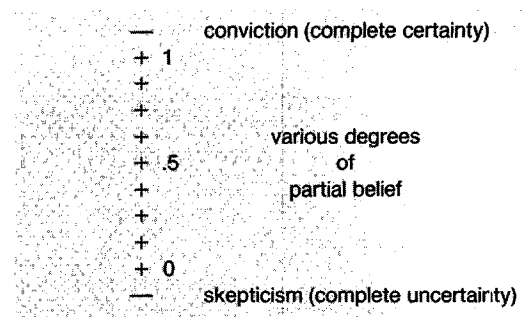 — conviction (complete certainty)
+ 1
+
+
+ various degrees
+ .5 of
+ partial belief
+
+
+ 0
— skepticism (complete uncertainty)